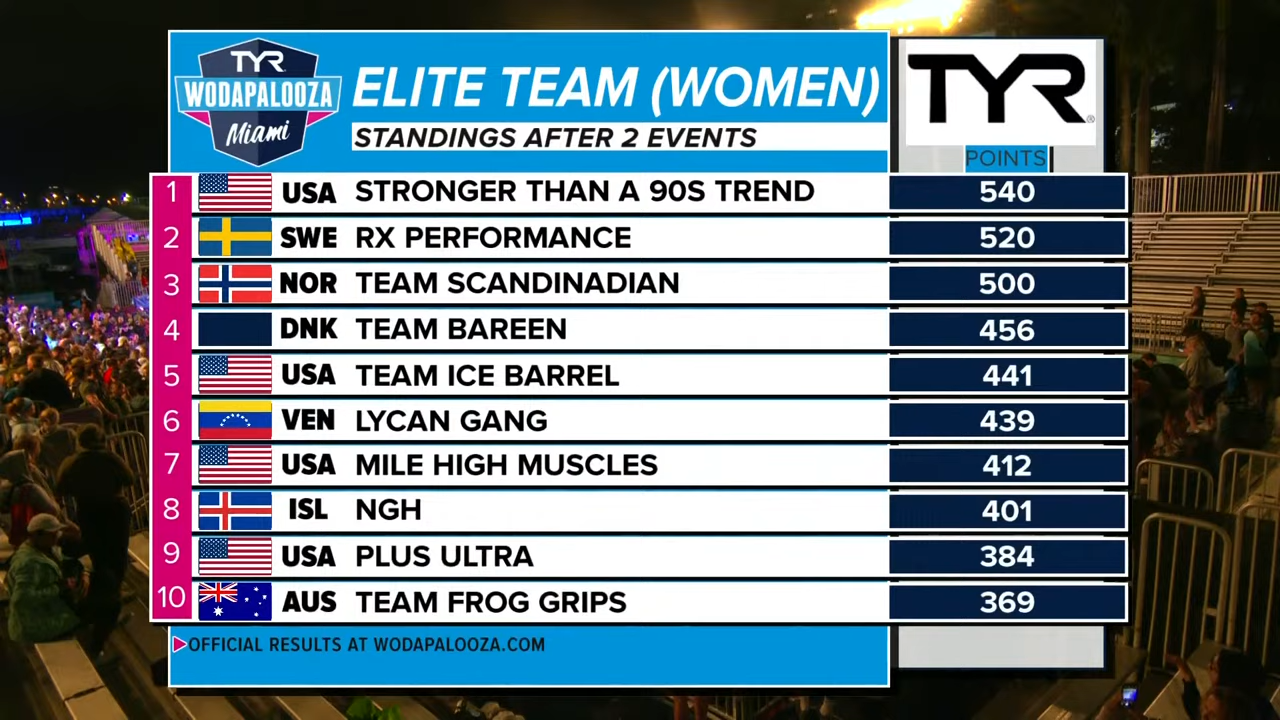 TYR
WODAPALOOZA
Miami
ELITE TEAM (WOMEN)
STANDINGS AFTER 2 EVENTS
TYR®
POINTS
1 USA STRONGER THAN A 90S TREND 540
2 SWE RX PERFORMANCE 520
3 NOR TEAM SCANDINADIAN 500
4 DNK TEAM BAREEN 456
5 USA TEAM ICE BARREL 441
6 VEN LYCAN GANG 439
7 USA MILE HIGH MUSCLES 412
8 ISL NGH 401
9 USA PLUS ULTRA 384
10 AUS TEAM FROG GRIPS 369
OFFICIAL RESULTS AT WODAPALOOZA.COM